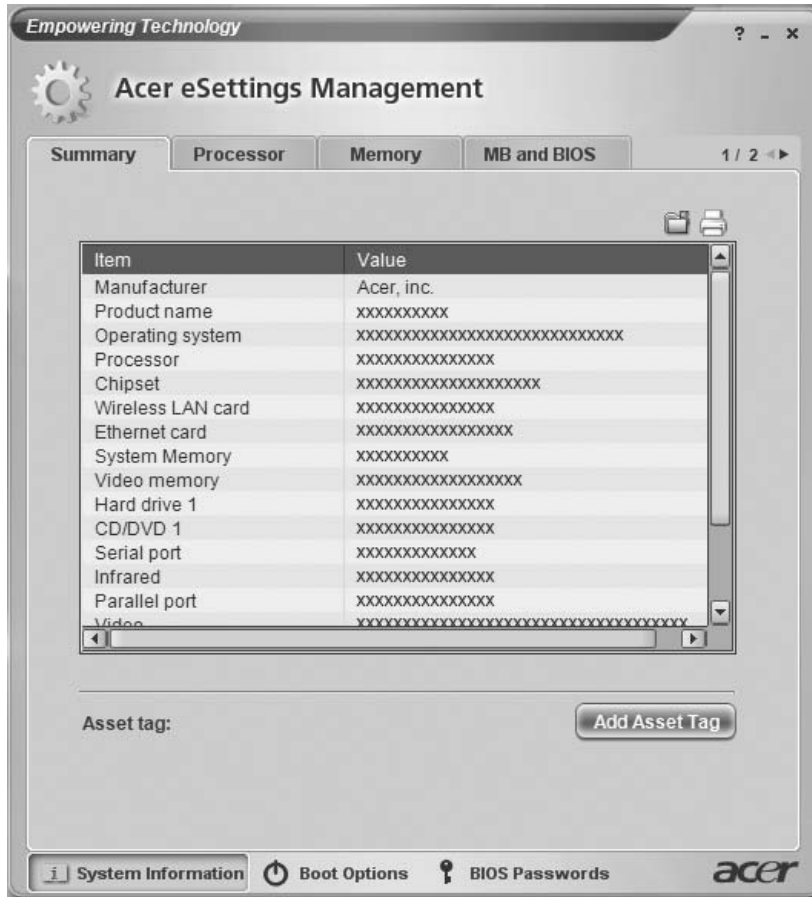 Empowering Technology
? - x
Acer eSettings Management
Summary Processor Memory MB and BIOS 1 / 2
Item Value
Manufacturer Acer, inc.
Product name xxxxxxxxxx
Operating system xxxxxxxxxxxxxxxxxxxxxxxxxxxxx
Processor xxxxxxxxxxxxxxx
Chipset xxxxxxxxxxxxxxxxxxxx
Wireless LAN card xxxxxxxxxxxxxxx
Ethernet card xxxxxxxxxxxxxxxxx
System Memory xxxxxxxxxx
Video memory xxxxxxxxxxxxxxxxxx
Hard drive 1 xxxxxxxxxxxxxxx
CD/DVD 1 xxxxxxxxxxxxxxx
Serial port xxxxxxxxxxxxx
Infrared xxxxxxxxxxxxxxx
Parallel port xxxxxxxxxxxxxxx
Video xxxxxxxxxxxxxxxxxxxxxxxxxxxxxxxxxxxx
Asset tag: Add Asset Tag
i System Information Boot Options BIOS Passwords acer